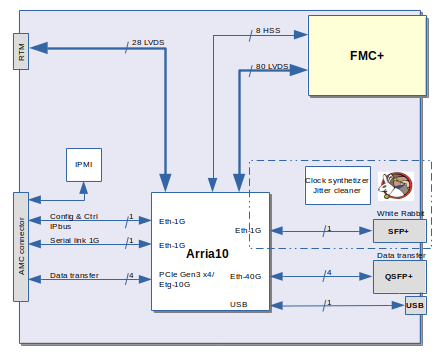 8 HSS
28 LVDS
RTM
FMC+
80 LVDS
IPMI
Clock synthetizer
Jitter cleaner
White Rabbit
AMC connector
Config & Ctrl
IPbus
/1
Eth-1G
Eth-1G
/1
SFP+
Serial link 1G
/1
Eth-1G
Arria10
Data transfer
Data transfer
/4
PCIe Gen3 x4/
Etg-10G
Eth-40G
/4
QSFP+
USB
/1
USB